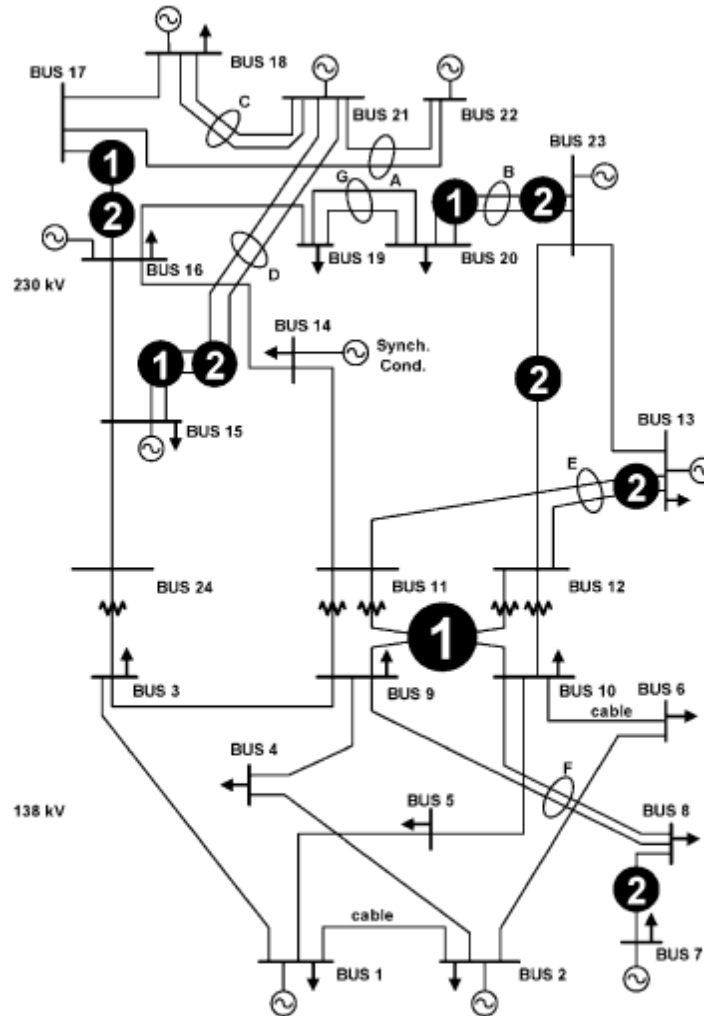 BUS 18
BUS 17
C
BUS 21
BUS 22
BUS 23
1
A
B
G
1
2
2
D
BUS 19
BUS 20
BUS 16
230 kV
BUS 14
Synch.
Cond.
1
2
2
BUS 13
BUS 15
E
2
BUS 24
BUS 11
BUS 12
1
BUS 3
BUS 9
BUS 10
BUS 6
cable
BUS 4
F
138 kV
BUS 5
BUS 8
2
cable
BUS 1
BUS 2
BUS 7